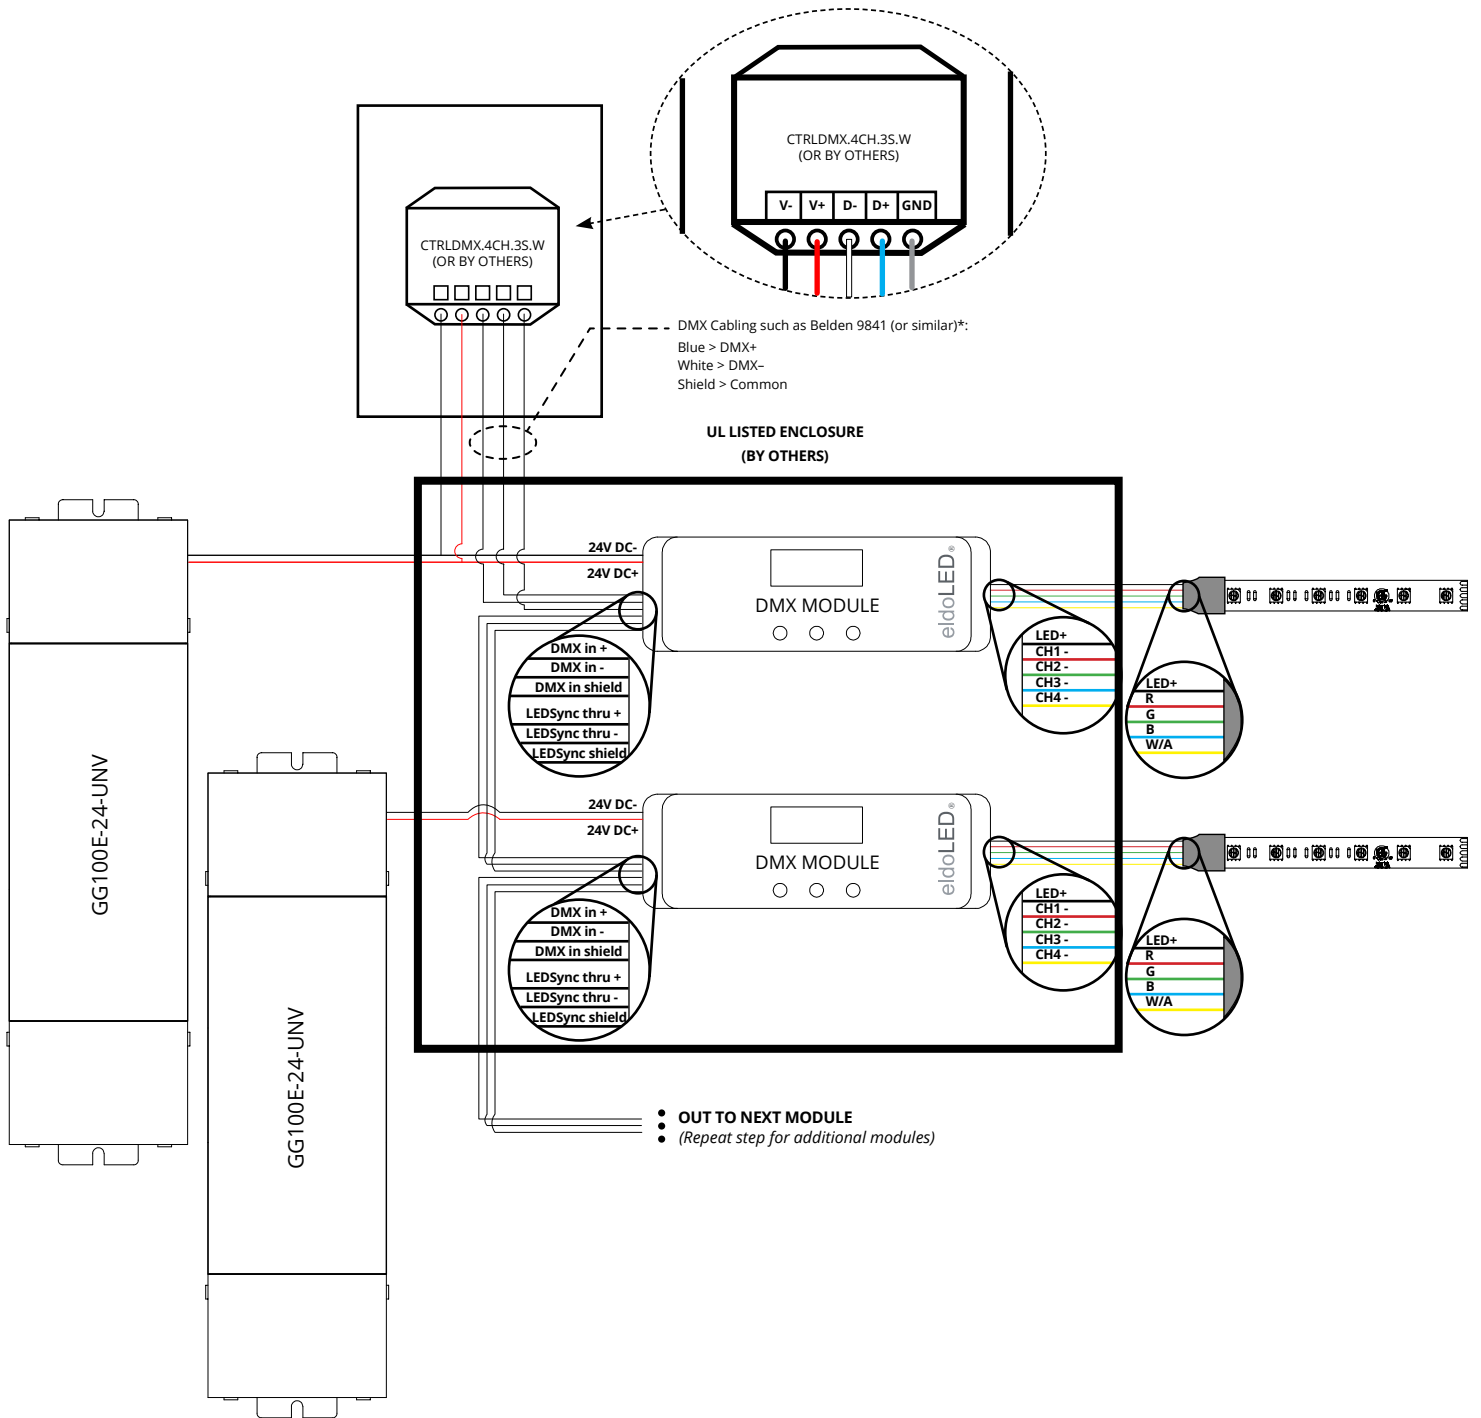 CTRLDMX.4CH.3S.W
(OR BY OTHERS)
V- V+ D- D+ GND
CTRLDMX.4CH.3S.W
(OR BY OTHERS)
DMX Cabling such as Belden 9841 (or similar)*:
Blue > DMX+
White > DMX–
Shield > Common
UL LISTED ENCLOSURE
(BY OTHERS)
24V DC-
24V DC+
DMX MODULE
eldoLED®
DMX in +
DMX in -
DMX in shield
LEDSync thru +
LEDSync thru -
LEDSync shield
LED+
CH1 -
CH2 -
CH3 -
CH4 -
LED+
R
G
B
W/A
GG100E-24-UNV
24V DC-
24V DC+
DMX MODULE
eldoLED®
DMX in +
DMX in -
DMX in shield
LEDSync thru +
LEDSync thru -
LEDSync shield
LED+
CH1 -
CH2 -
CH3 -
CH4 -
LED+
R
G
B
W/A
GG100E-24-UNV
OUT TO NEXT MODULE
(Repeat step for additional modules)